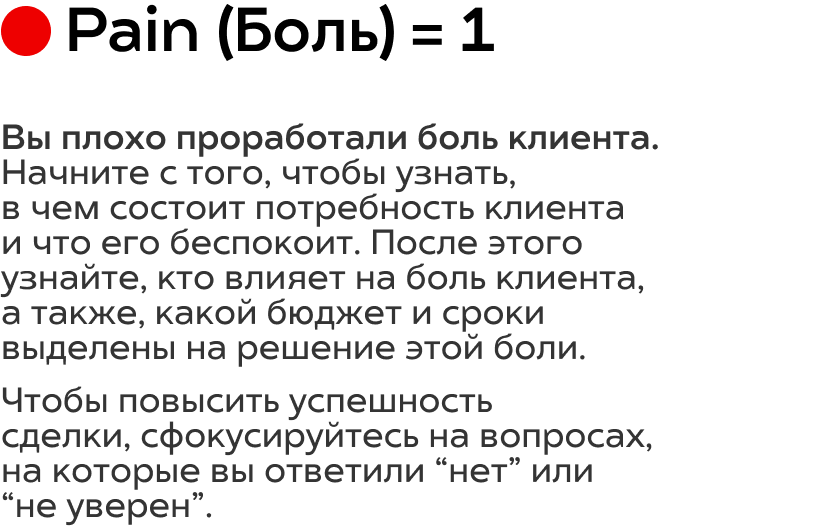 Pain (Боль) = 1
Вы плохо проработали боль клиента.
Начните с того, чтобы узнать,
в чем состоит потребность клиента
и что его беспокоит. После этого
узнайте, кто влияет на боль клиента,
а также, какой бюджет и сроки
выделены на решение этой боли.
Чтобы повысить успешность
сделки, сфокусируйтесь на вопросах,
на которые вы ответили “нет” или
“не уверен”.